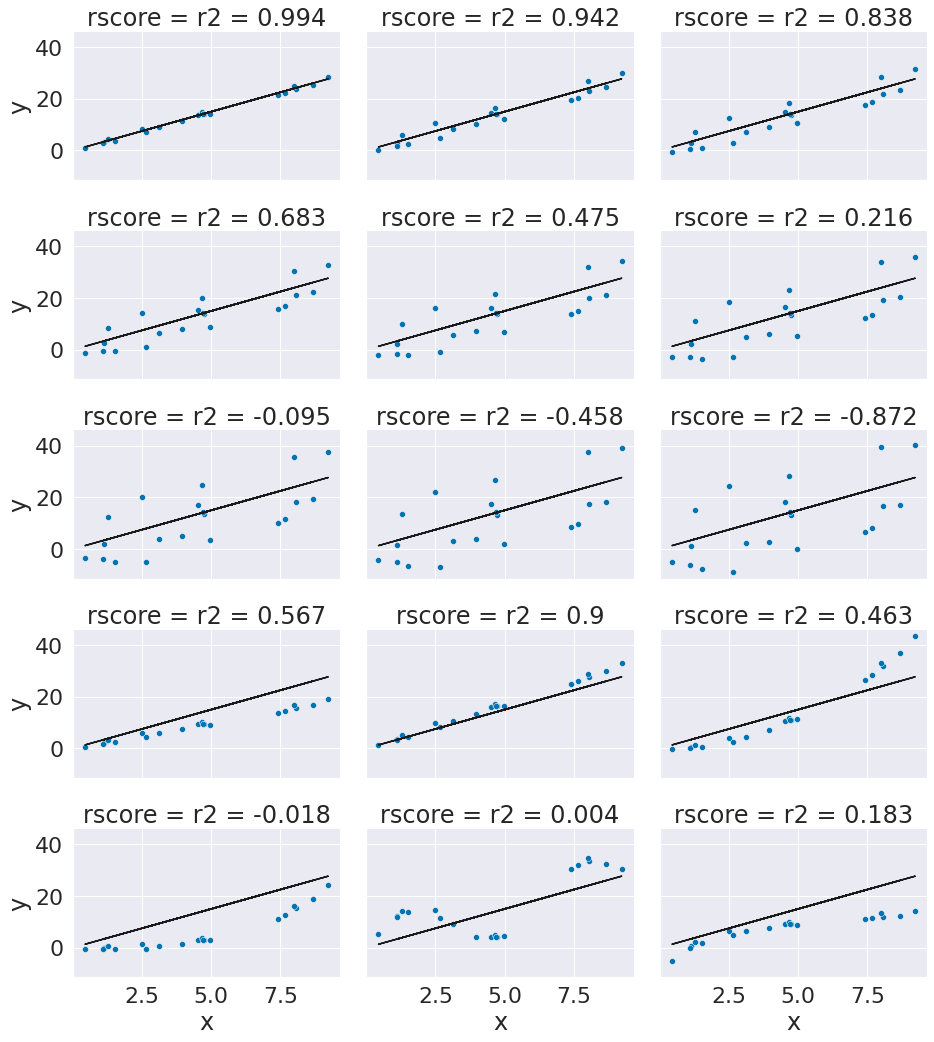 rscore = r2 = 0.994
rscore = r2 = 0.942
rscore = r2 = 0.838
40
20
0
y
rscore = r2 = 0.683
rscore = r2 = 0.475
rscore = r2 = 0.216
40
20
0
y
rscore = r2 = -0.095
rscore = r2 = -0.458
rscore = r2 = -0.872
40
20
0
y
rscore = r2 = 0.567
rscore = r2 = 0.9
rscore = r2 = 0.463
40
20
0
y
rscore = r2 = -0.018
rscore = r2 = 0.004
rscore = r2 = 0.183
40
20
0
y
2.5 5.0 7.5
2.5 5.0 7.5
2.5 5.0 7.5
x
x
x